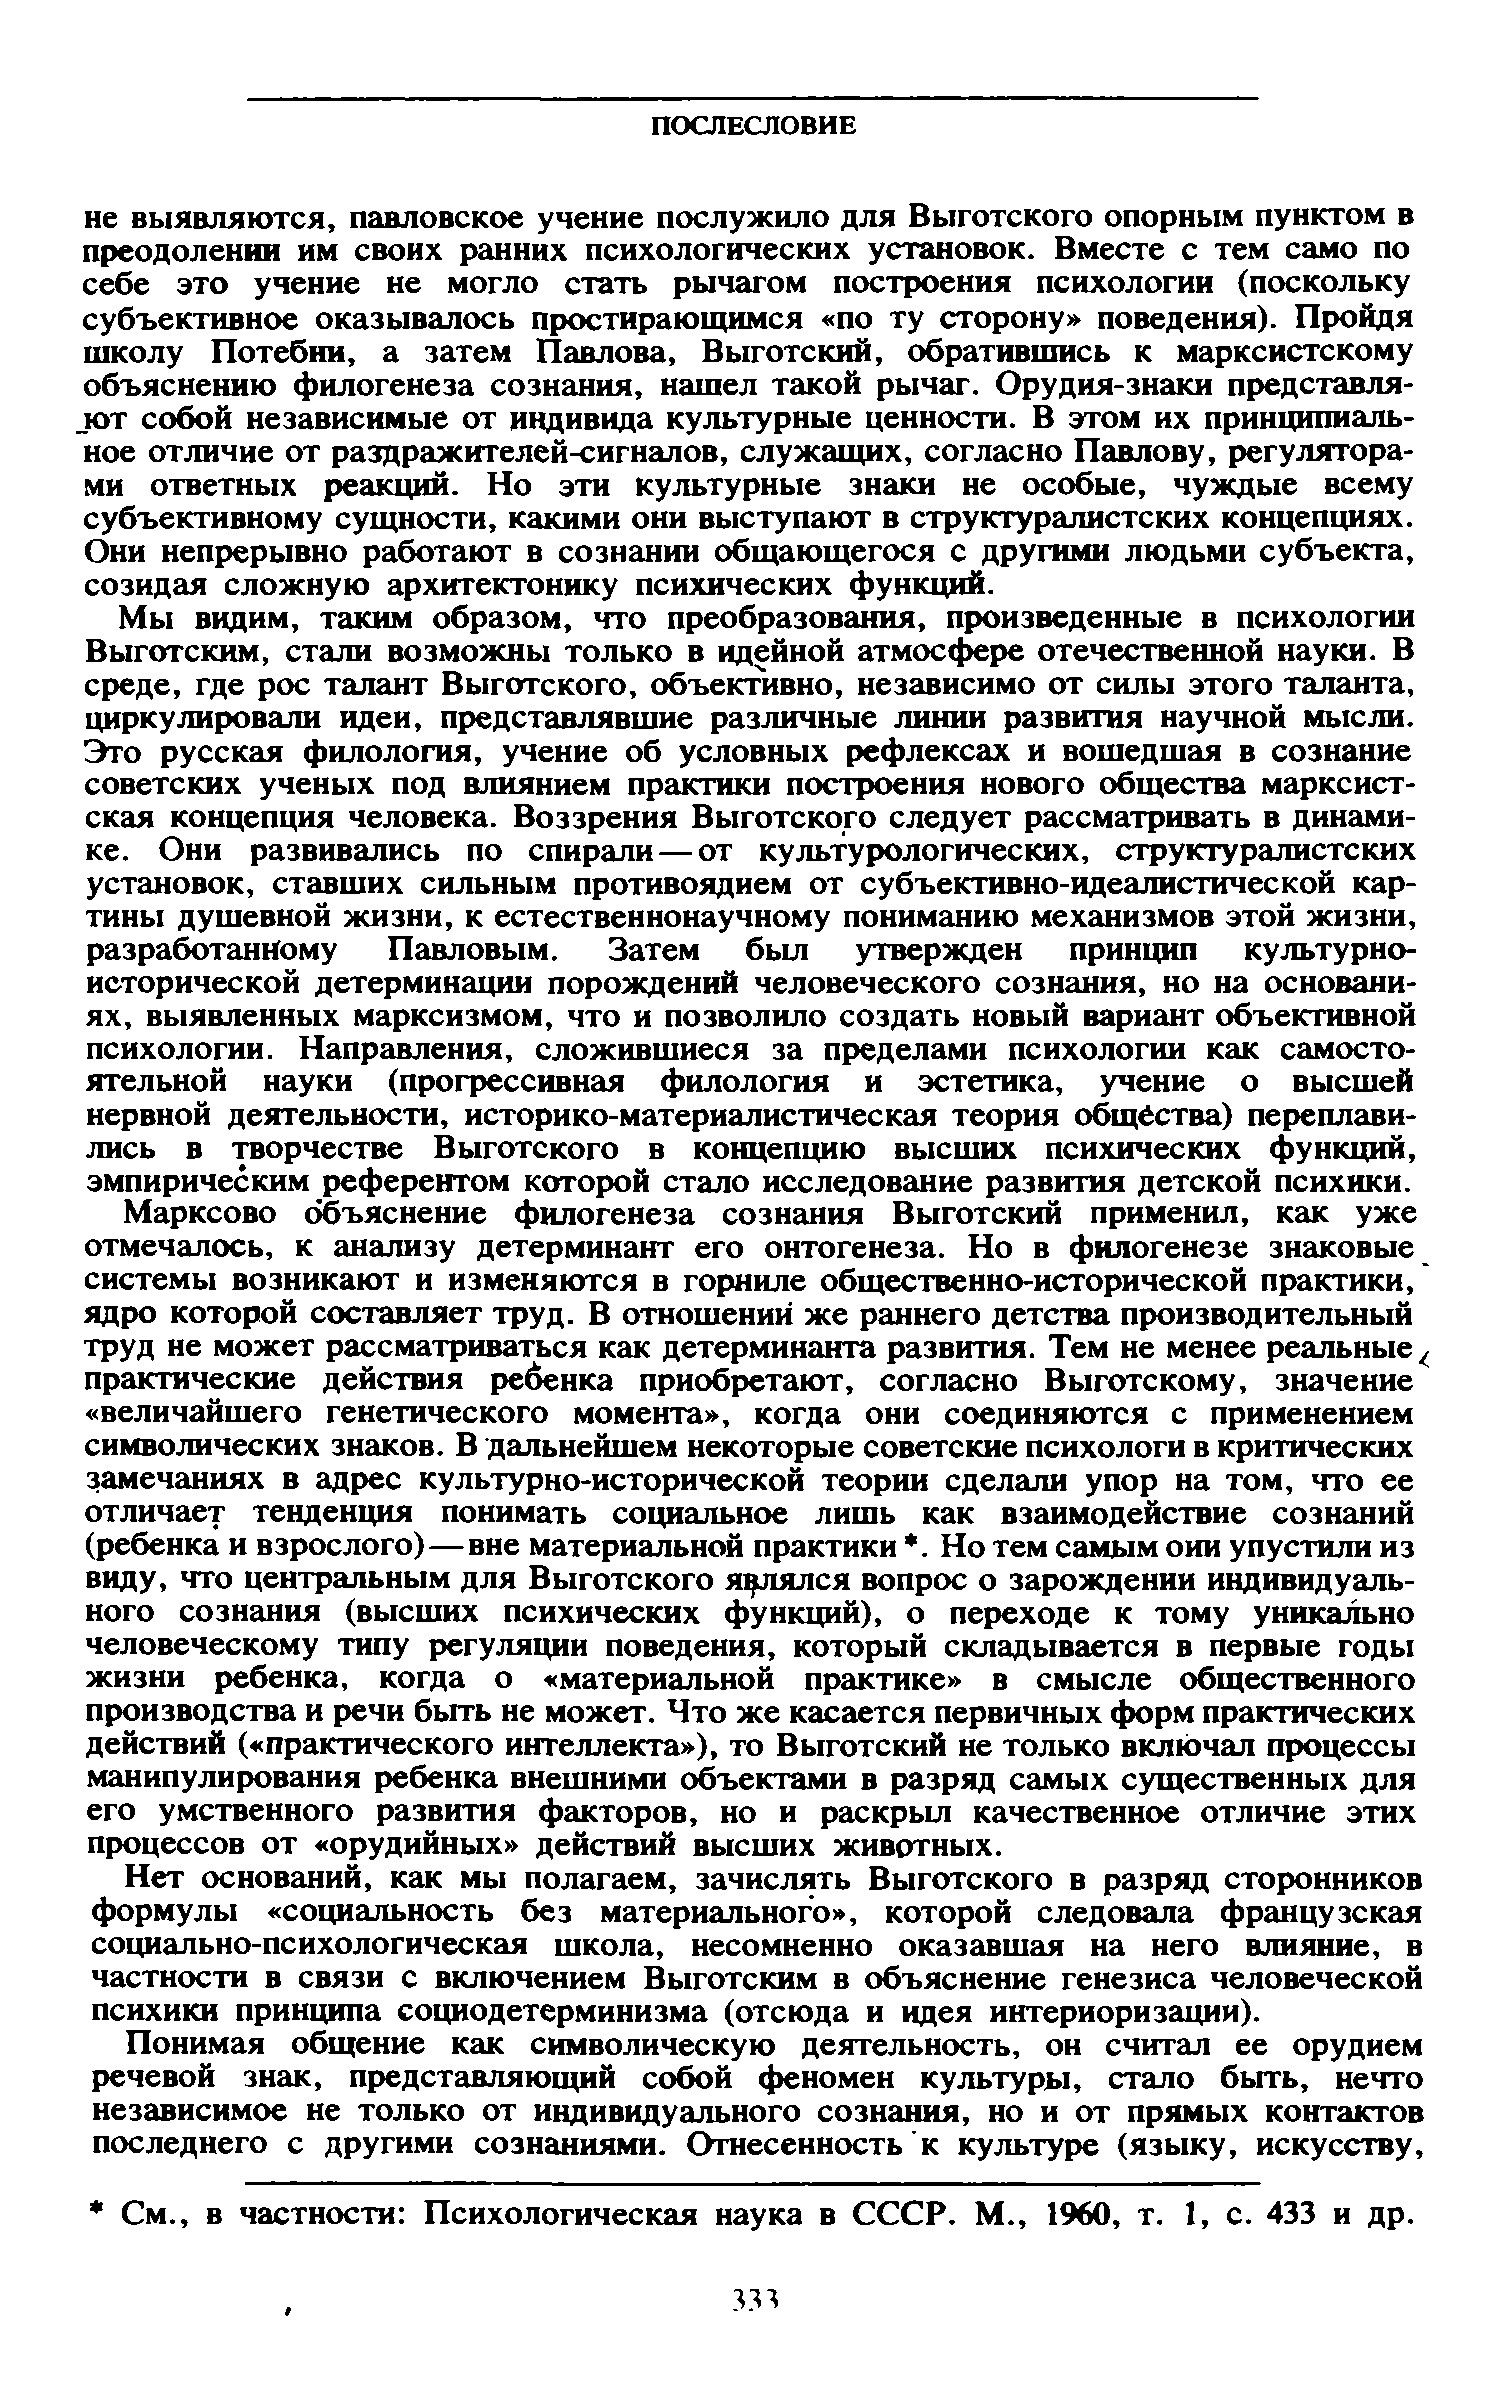 ПОСЛЕСЛОВИЕ
не выявляются, павловское учение послужило для Выготского опорным пунктом в
преодолении им своих ранних психологических установок. Вместе с тем само по
себе это учение не могло стать рычагом построения психологии (поскольку
субъективное оказывалось простирающимся «по ту сторону» поведения). Пройдя
школу Потебни, а затем Павлова, Выготский, обратившись к марксистскому
объяснению филогенеза сознания, нашел такой рычаг. Орудия-знаки представля-
ют собой независимые от индивида культурные ценности. В этом их принципиаль-
ное отличие от раздражителей-сигналов, служащих, согласно Павлову, регулятора-
ми ответных реакций. Но эти культурные знаки не особые, чуждые всему
субъективному сущности, какими они выступают в структуралистских концепциях.
Они непрерывно работают в сознании общающегося с другими людьми субъекта,
созидая сложную архитектонику психических функций.
Мы видим, таким образом, что преобразования, произведенные в психологии
Выготским, стали возможны только в идейной атмосфере отечественной науки. В
среде, где рос талант Выготского, объективно, независимо от силы этого таланта,
циркулировали идеи, представлявшие различные линии развития научной мысли.
Это русская филология, учение об условных рефлексах и вошедшая в сознание
советских ученых под влиянием практики построения нового общества марксист-
ская концепция человека. Воззрения Выготского следует рассматривать в динами-
ке. Они развивались по спирали — от культурологических, структуралистских
установок, ставших сильным противоядием от субъективно-идеалистической кар-
тины душевной жизни, к естественнонаучному пониманию механизмов этой жизни,
разработанному Павловым. Затем был утвержден принцип культурно-
исторической детерминации порождений человеческого сознания, но на основани-
ях, выявленных марксизмом, что и позволило создать новый вариант объективной
психологии. Направления, сложившиеся за пределами психологии как самосто-
ятельной науки (прогрессивная филология и эстетика, учение о высшей
нервной деятельности, историко-материалистическая теория общества) переплави-
лись в творчестве Выготского в концепцию высших психических функций,
эмпирическим референтом которой стало исследование развития детской психики.
Марксово объяснение филогенеза сознания Выготский применил, как уже
отмечалось, к анализу детерминант его онтогенеза. Но в филогенезе знаковые
системы возникают и изменяются в горниле общественно-исторической практики,
ядро которой составляет труд. В отношении же раннего детства производительный
труд не может рассматриваться как детерминанта развития. Тем не менее реальные
практические действия ребенка приобретают, согласно Выготскому, значение
«величайшего генетического момента», когда они соединяются с применением
символических знаков. В дальнейшем некоторые советские психологи в критических
замечаниях в адрес культурно-исторической теории сделали упор на том, что ее
отличает тенденция понимать социальное лишь как взаимодействие сознаний
(ребенка и взрослого) — вне материальной практики *. Но тем самым они упустили из
виду, что центральным для Выготского являлся вопрос о зарождении индивидуаль-
ного сознания (высших психических функций), о переходе к тому уникально
человеческому типу регуляции поведения, который складывается в первые годы
жизни ребенка, когда о «материальной практике» в смысле общественного
производства и речи быть не может. Что же касается первичных форм практических
действий («практического интеллекта»), то Выготский не только включал процессы
манипулирования ребенка внешними объектами в разряд самых существенных для
его умственного развития факторов, но и раскрыл качественное отличие этих
процессов от «орудийных» действий высших животных.
Нет оснований, как мы полагаем, зачислять Выготского в разряд сторонников
формулы «социальность без материального», которой следовала французская
социально-психологическая школа, несомненно оказавшая на него влияние, в
частности в связи с включением Выготским в объяснение генезиса человеческой
психики принципа социодетерминизма (отсюда и идея интериоризации).
Понимая общение как символическую деятельность, он считал ее орудием
речевой знак, представляющий собой феномен культуры, стало быть, нечто
независимое не только от индивидуального сознания, но и от прямых контактов
последнего с другими сознаниями. Отнесенность к культуре (языку, искусству,
* См., в частности: Психологическая наука в СССР. М., 1960, т. 1, с. 433 и др.
333